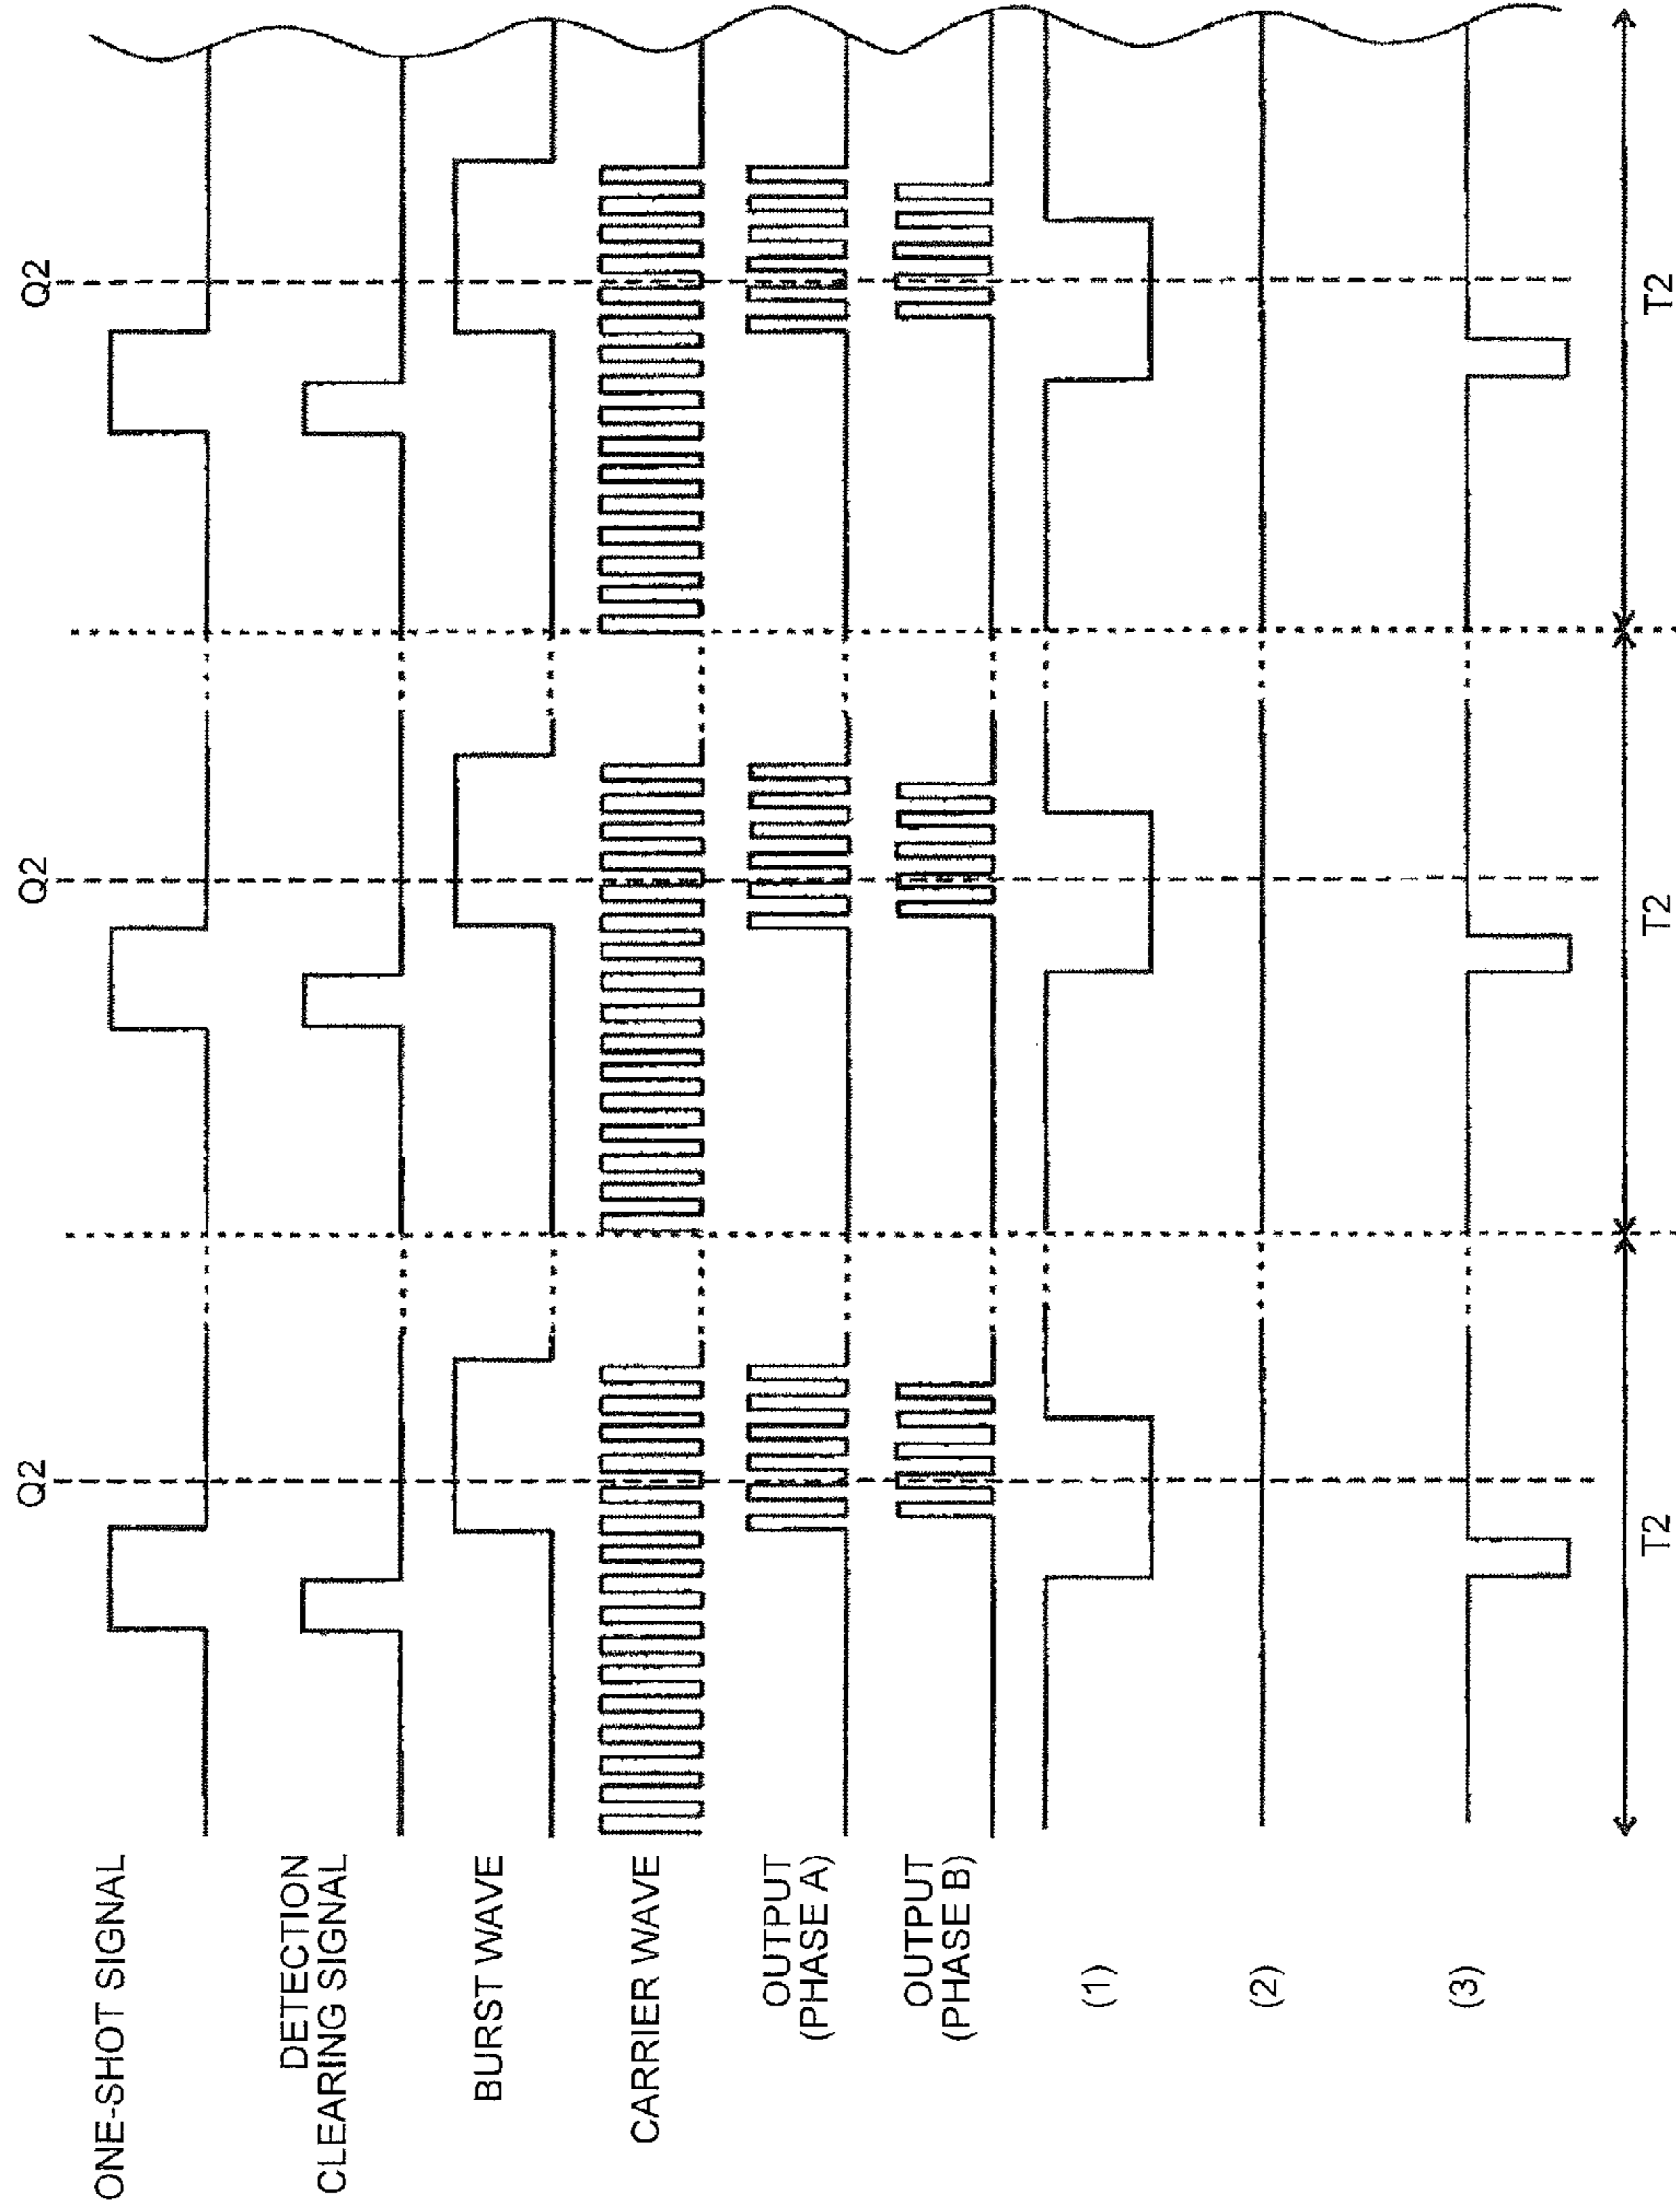 Q2
Q2
Q2
ONE-SHOT SIGNAL
DETECTION
CLEARING SIGNAL
BURST WAVE
CARRIER WAVE
OUTPUT
(PHASE A)
OUTPUT
(PHASE B)
(1)
(2)
(3)
T2
T2
T2